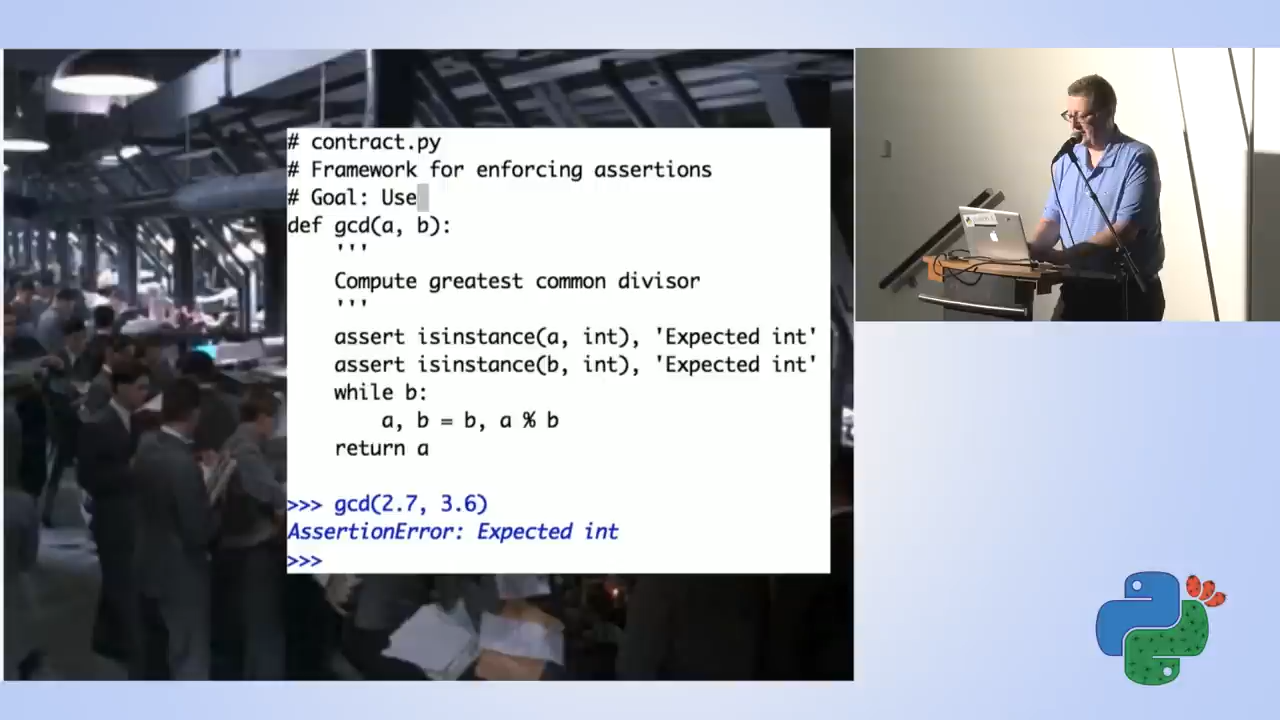 # contract.py
# Framework for enforcing assertions
# Goal: Use
def gcd(a, b):
'''
Compute greatest common divisor
'''
assert isinstance(a, int), 'Expected int'
assert isinstance(b, int), 'Expected int'
while b:
a, b = b, a % b
return a
>>> gcd(2.7, 3.6)
AssertionError: Expected int
>>>